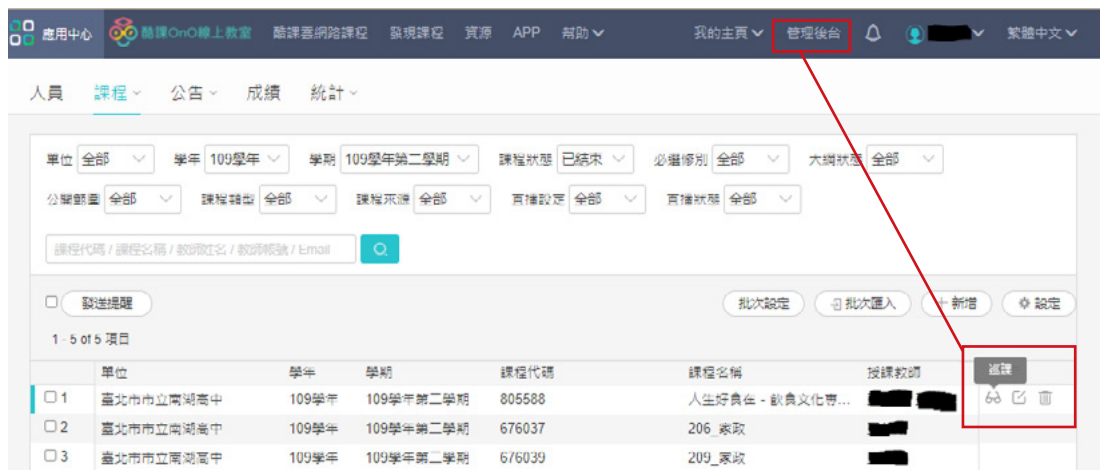 應用中心 酷課OnO線上教室 酷課雲網路課程 發現課程 資源 APP 幫助 我的主頁 管理後台 繁體中文
人員 課程 公告 成績 統計
單位 全部 學年 109學年 學期 109學年第二學期 課程狀態 已結束 必選修別 全部 大綱狀態 全部
公開範圍 全部 課程類型 全部 課程來源 全部 直播設定 全部 直播狀態 全部
課程代碼 / 課程名稱 / 教師姓名 / 教師帳號 / Email
發送提醒 批次設定 批次匯入 + 新增 設定
1 - 5 of 5 項目
單位 學年 學期 課程代碼 課程名稱 授課教師 巡課
1 臺北市市立南湖高中 109學年 109學年第二學期 805588 人生好食在 - 飲食文化專...
2 臺北市市立南湖高中 109學年 109學年第二學期 676037 206_家政
3 臺北市市立南湖高中 109學年 109學年第二學期 676039 209_家政